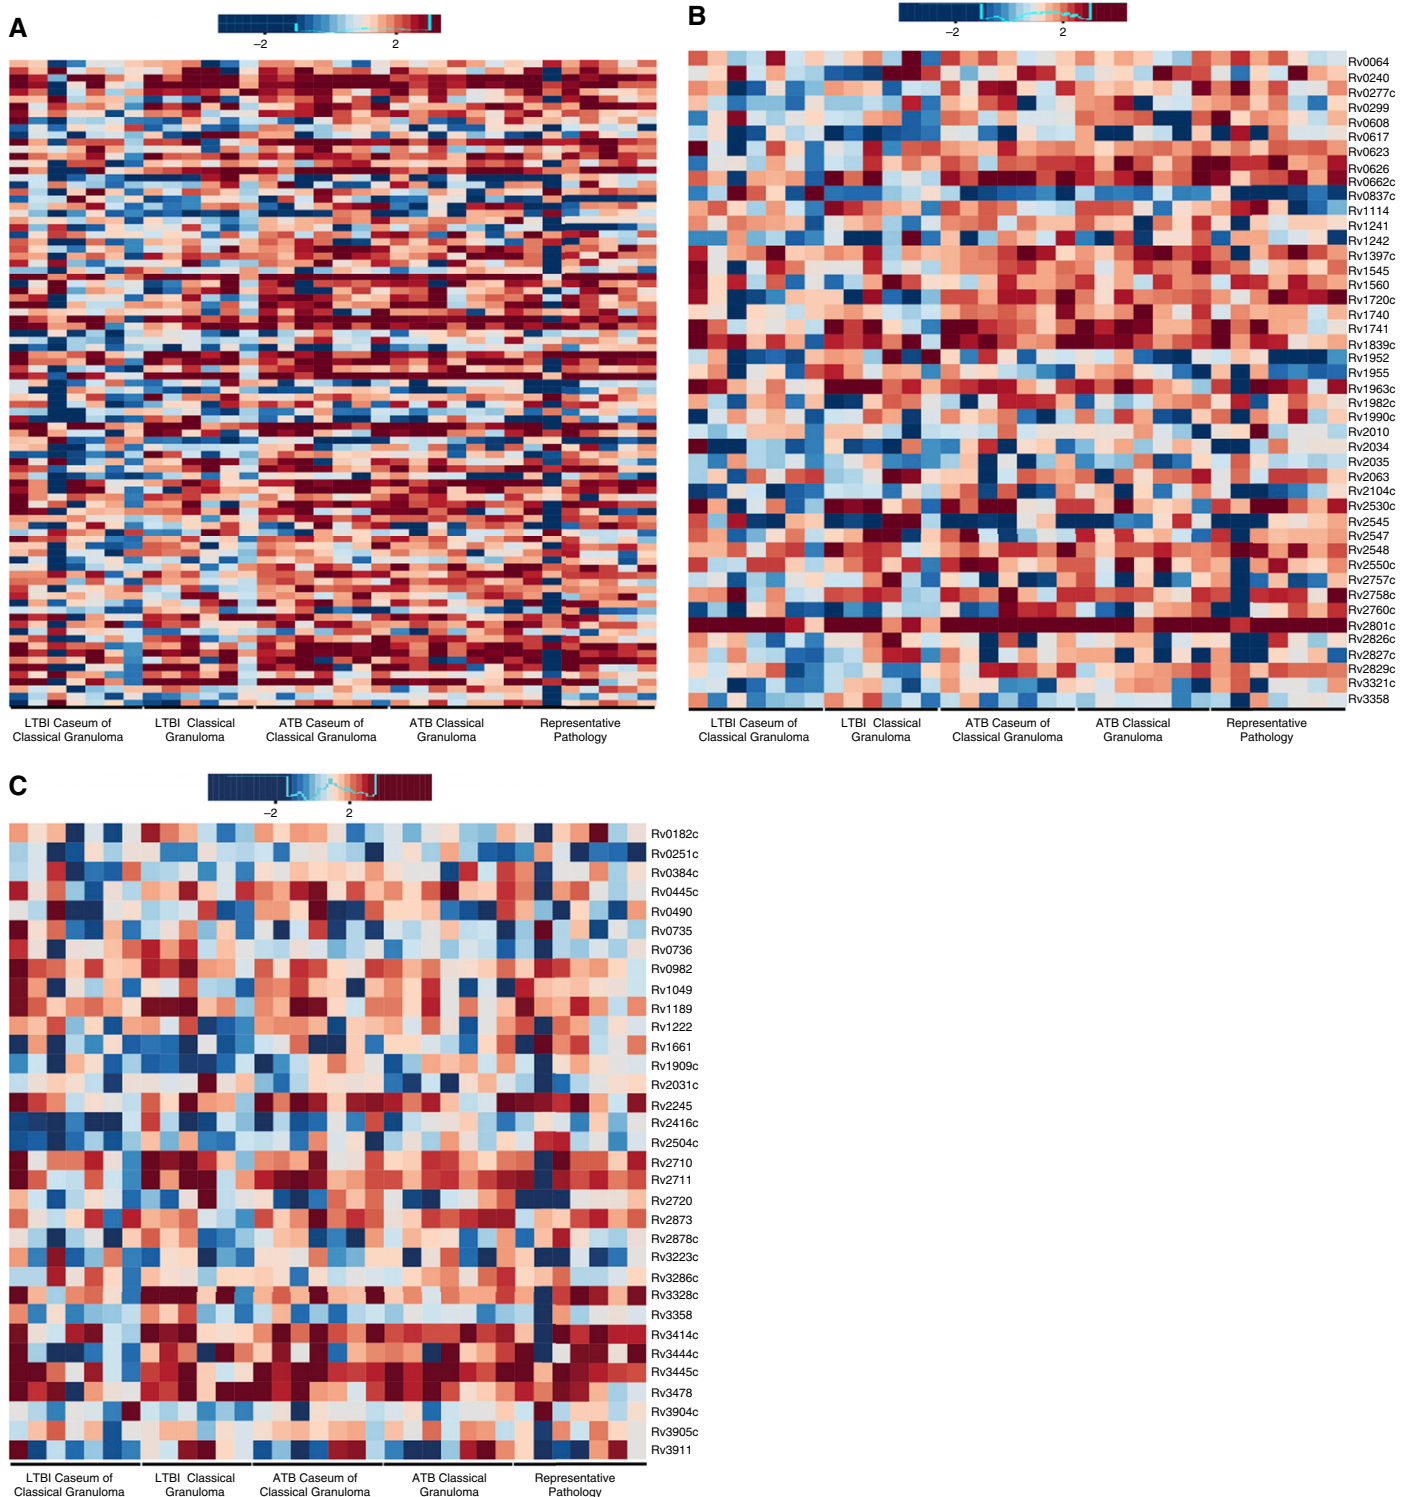 A
−2 2
LTBI Caseum of
Classical Granuloma
LTBI Classical
Granuloma
ATB Caseum of
Classical Granuloma
ATB Classical
Granuloma
Representative
Pathology
B
−2 2
Rv0064
Rv0240
Rv0277c
Rv0299
Rv0608
Rv0617
Rv0623
Rv0626
Rv0662c
Rv0837c
Rv1114
Rv1241
Rv1242
Rv1397c
Rv1545
Rv1560
Rv1720c
Rv1740
Rv1741
Rv1839c
Rv1952
Rv1955
Rv1963c
Rv1982c
Rv1990c
Rv2010
Rv2034
Rv2035
Rv2063
Rv2104c
Rv2530c
Rv2545
Rv2547
Rv2548
Rv2550c
Rv2757c
Rv2758c
Rv2760c
Rv2801c
Rv2826c
Rv2827c
Rv2829c
Rv3321c
Rv3358
LTBI Caseum of
Classical Granuloma
LTBI Classical
Granuloma
ATB Caseum of
Classical Granuloma
ATB Classical
Granuloma
Representative
Pathology
C
−2 2
Rv0182c
Rv0251c
Rv0384c
Rv0445c
Rv0490
Rv0735
Rv0736
Rv0982
Rv1049
Rv1189
Rv1222
Rv1661
Rv1909c
Rv2031c
Rv2245
Rv2416c
Rv2504c
Rv2710
Rv2711
Rv2720
Rv2873
Rv2878c
Rv3223c
Rv3286c
Rv3328c
Rv3358
Rv3414c
Rv3444c
Rv3445c
Rv3478
Rv3904c
Rv3905c
Rv3911
LTBI Caseum of
Classical Granuloma
LTBI Classical
Granuloma
ATB Caseum of
Classical Granuloma
ATB Classical
Granuloma
Representative
Pathology